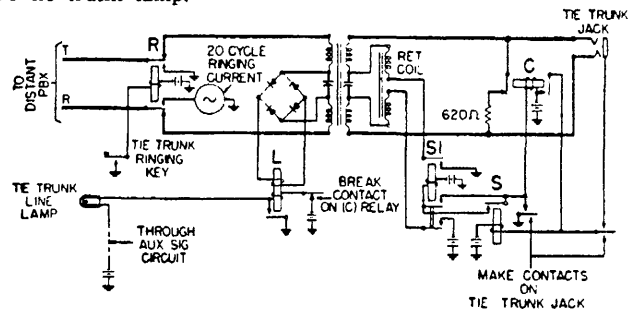 TIE TRUNK
JACK
T
R
20 CYCLE
RINGING
CURRENT
RET
COIL
C
TO
DISTANT
PBX
R
620Ω
TIE TRUNK
RINGING
KEY
L
S1
S
TIE TRUNK
LINE
LAMP
BREAK
CONTACT
ON (C) RELAY
THROUGH
AUX SIG
CIRCUIT
MAKE CONTACTS
ON
TIE TRUNK JACK